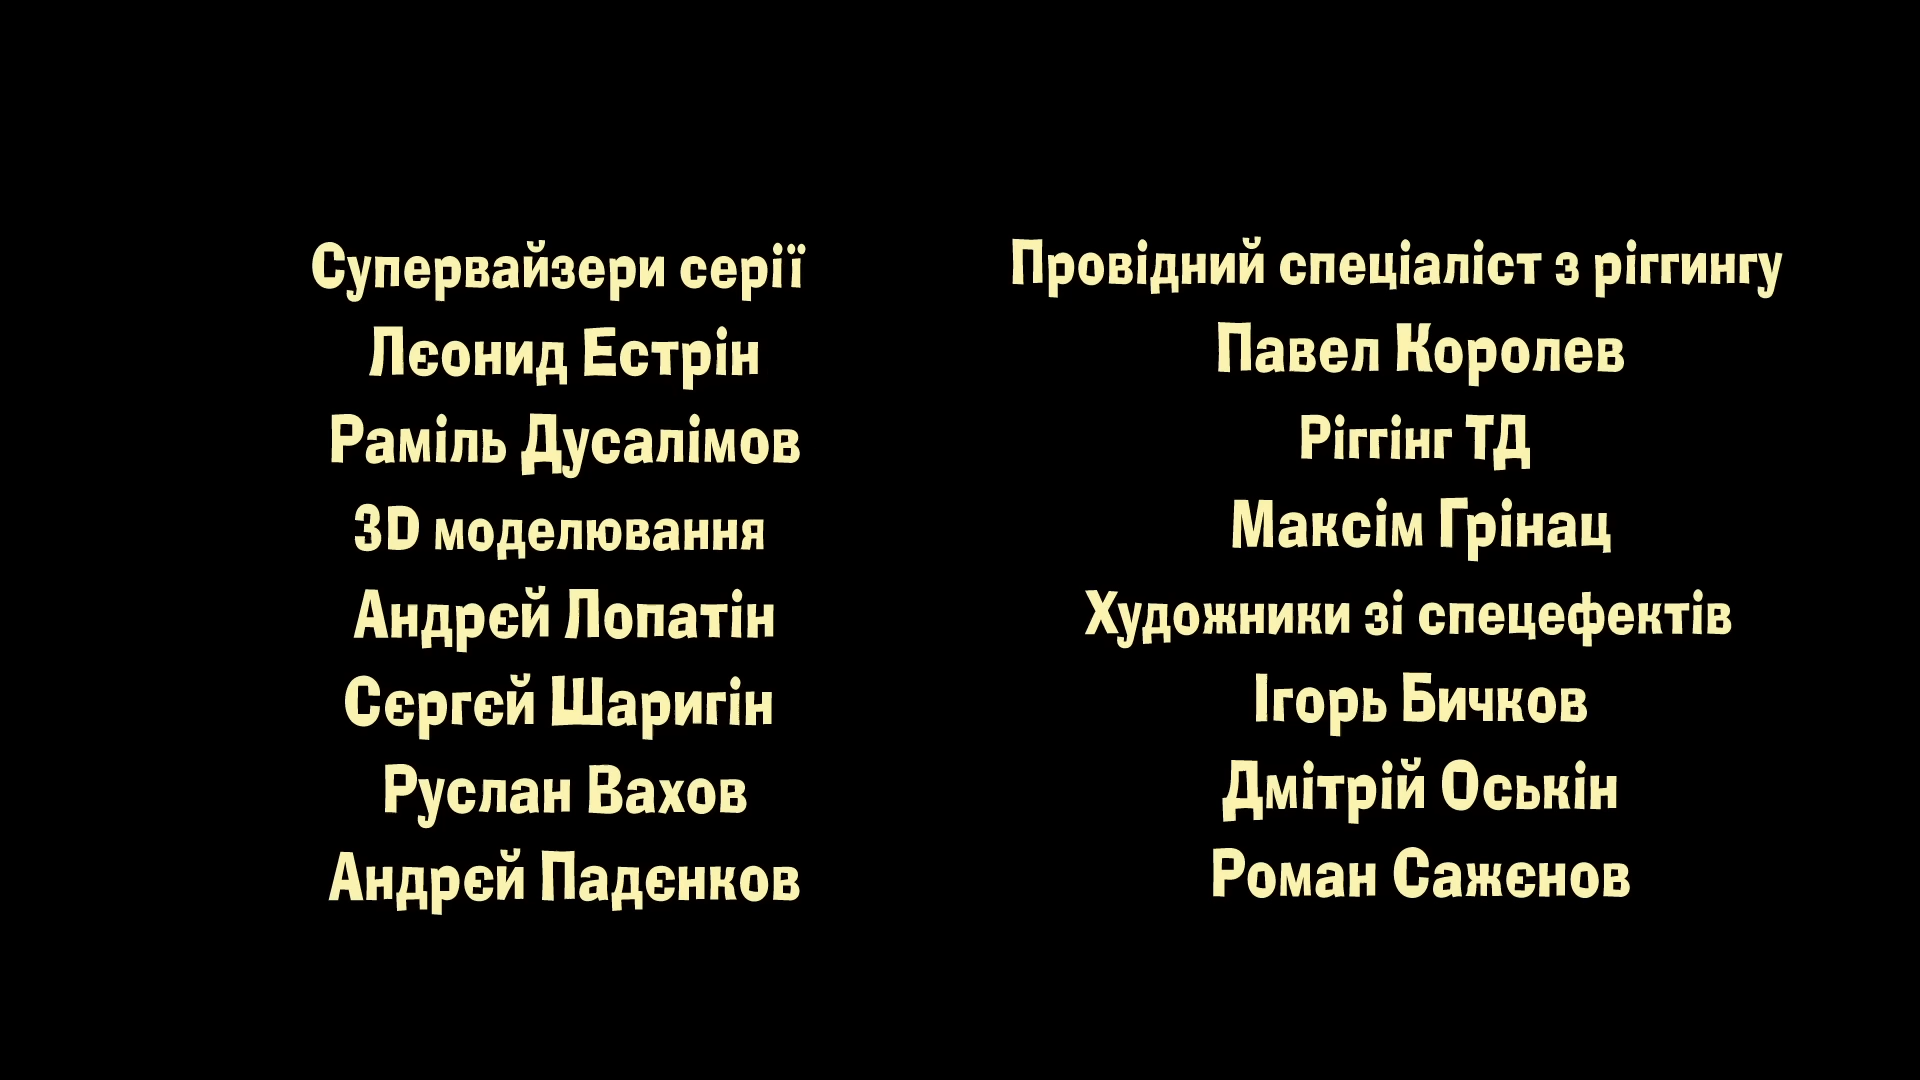 Супервайзери серії
Лєонид Естрін
Раміль Дусалімов
3D моделювання
Андрєй Лопатін
Сєргєй Шаригін
Руслан Вахов
Андрєй Падєнков
Провідний спеціаліст з ріггингу
Павел Королев
Ріггінг ТД
Максім Грінац
Художники зі спецефектів
Ігорь Бичков
Дмітрій Оськін
Роман Сажєнов